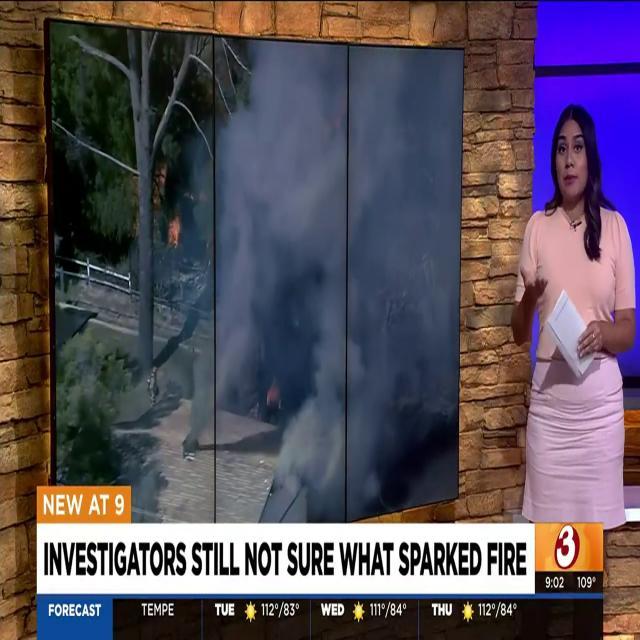 NEW AT 9
INVESTIGATORS STILL NOT SURE WHAT SPARKED FIRE
3
9:02 109°
FORECAST TEMPE TUE 112°/83° WED 111°/84° THU 112°/84°